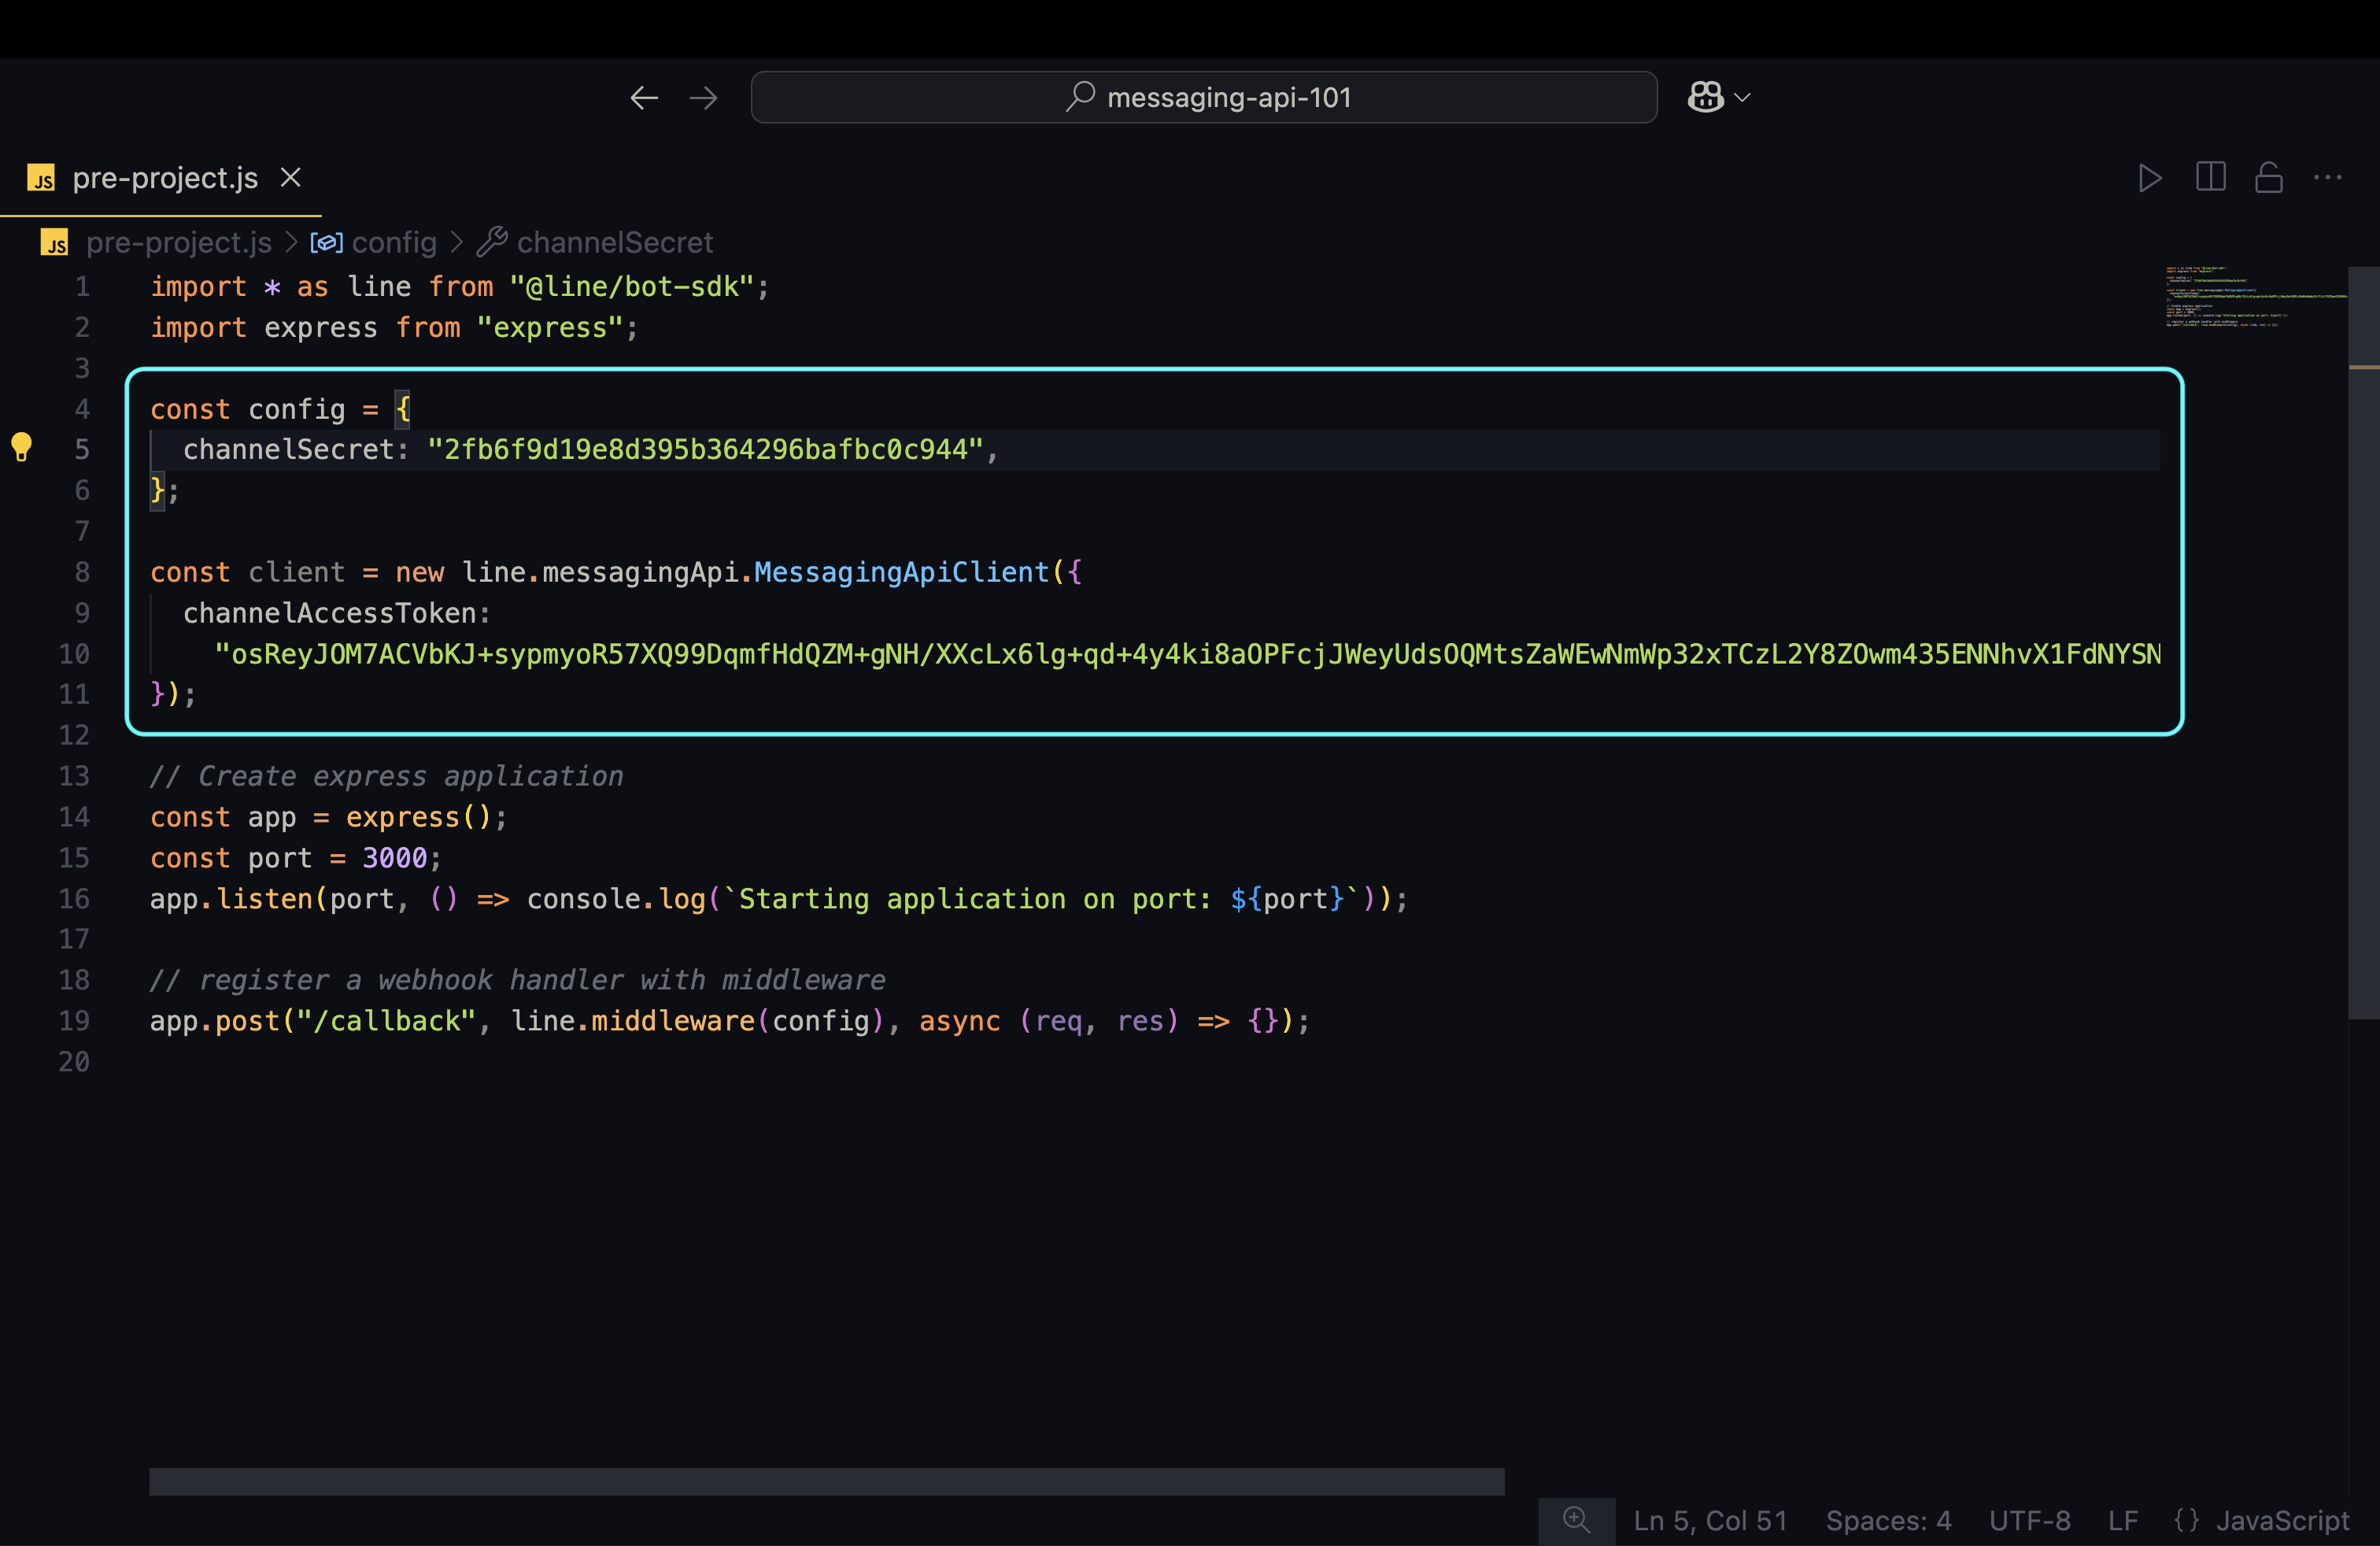 messaging-api-101
JS pre-project.js
JS pre-project.js > config > channelSecret
1 import * as line from "@line/bot-sdk";
2 import express from "express";
3
4 const config = {
5 channelSecret: "2fb6f9d19e8d395b364296bafbc0c944",
6 };
7
8 const client = new line.messagingApi.MessagingApiClient({
9 channelAccessToken:
10 "osReyJOM7ACVbKJ+sypmyoR57XQ99DqmfHdQZM+gNH/XXcLx6lg+qd+4y4ki8aOPFcjJWeyUdsOQMtsZaWEwNmWp32xTCzL2Y8ZOwm435ENNhvX1FdNYSN
11 });
12
13 // Create express application
14 const app = express();
15 const port = 3000;
16 app.listen(port, () => console.log(`Starting application on port: ${port}`));
17
18 // register a webhook handler with middleware
19 app.post("/callback", line.middleware(config), async (req, res) => {});
20
Ln 5, Col 51 Spaces: 4 UTF-8 LF {} JavaScript